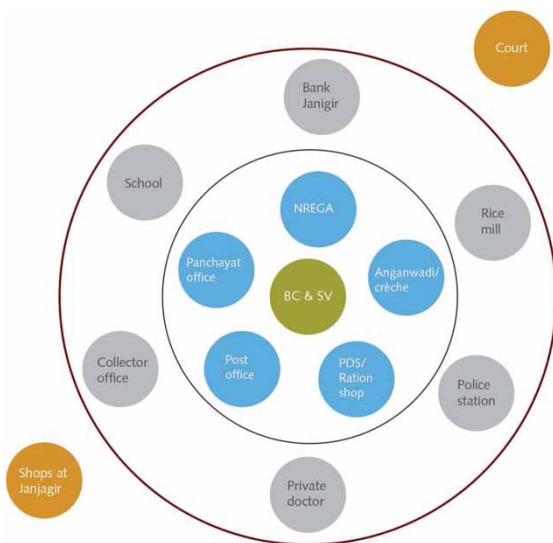 Court
Bank
Janigir
School
NREGA
Rice
mill
Panchayat
office
Anganwadi/
crèche
BC & SV
Collector
office
Post
office
PDS/
Ration
shop
Police
station
Shops at
Janjagir
Private
doctor